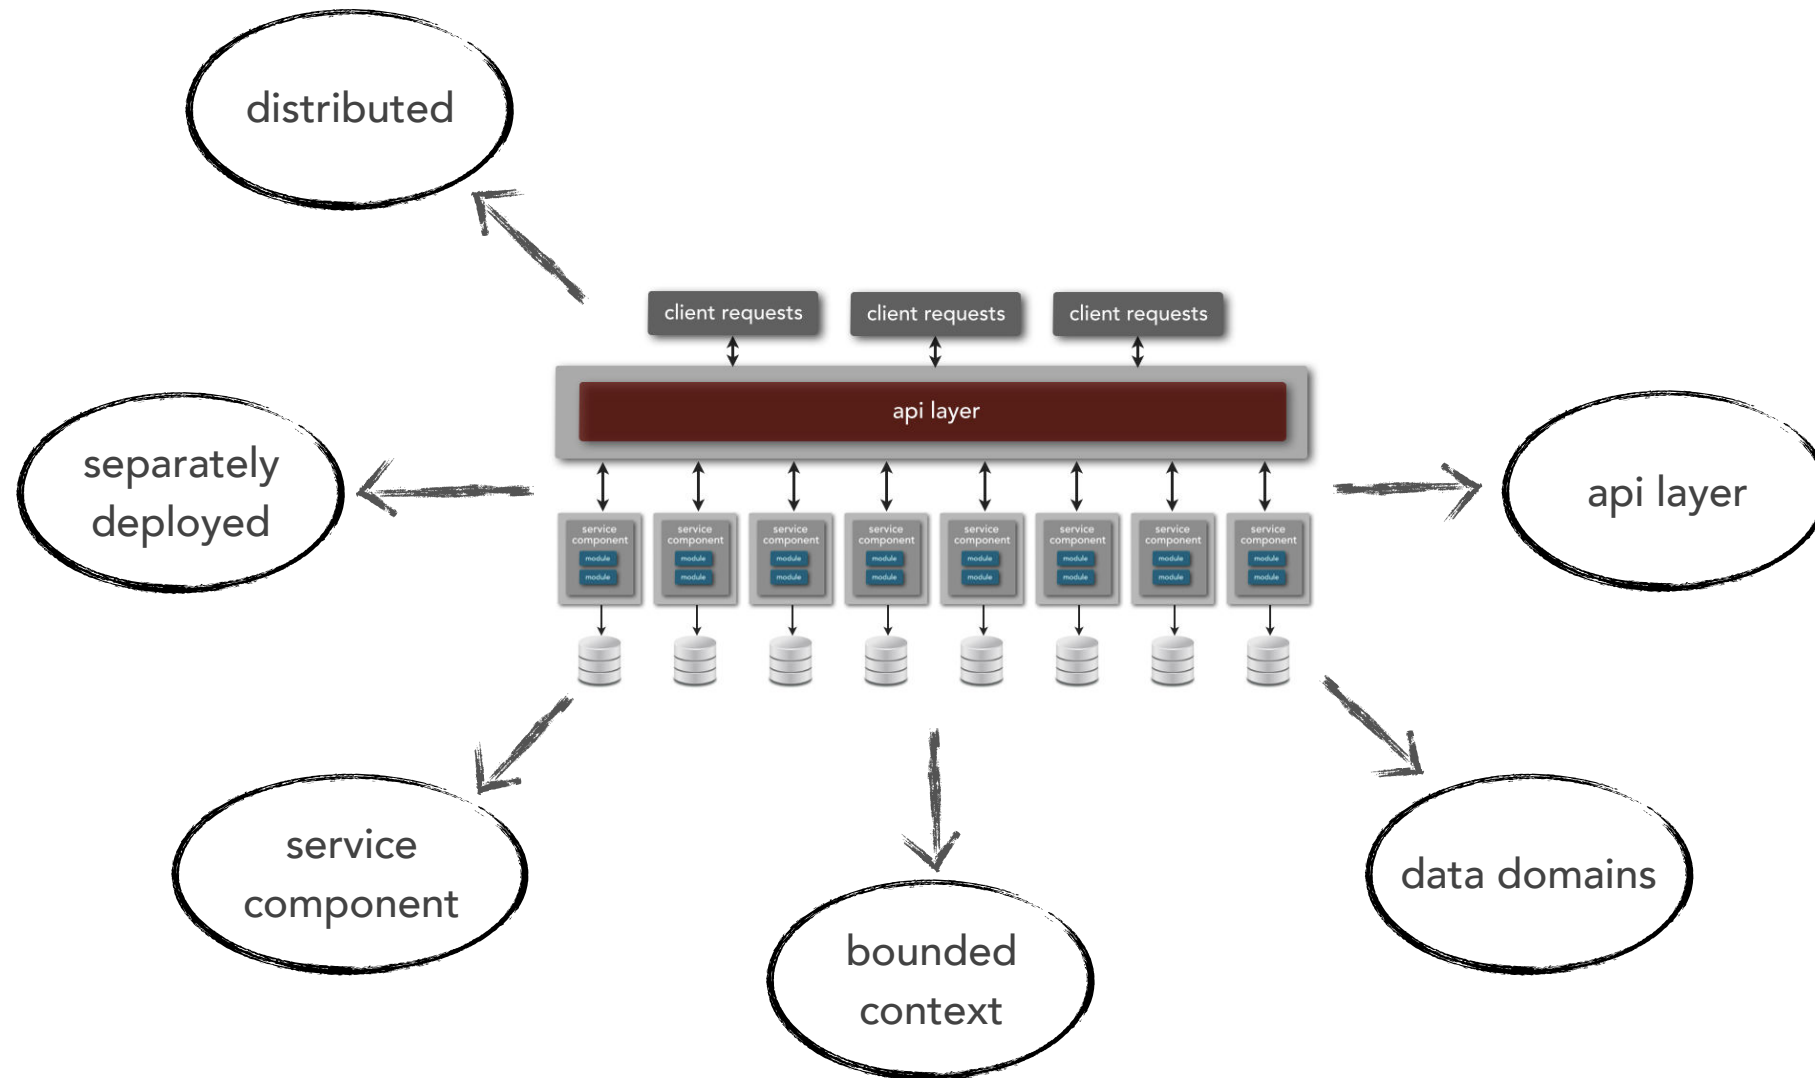 distributed
client requests
client requests
client requests
api layer
separately
deployed
api layer
service
component
module
module
service
component
module
module
service
component
module
module
service
component
module
module
service
component
module
module
service
component
module
module
service
component
module
module
service
component
module
module
service
component
bounded
context
data domains